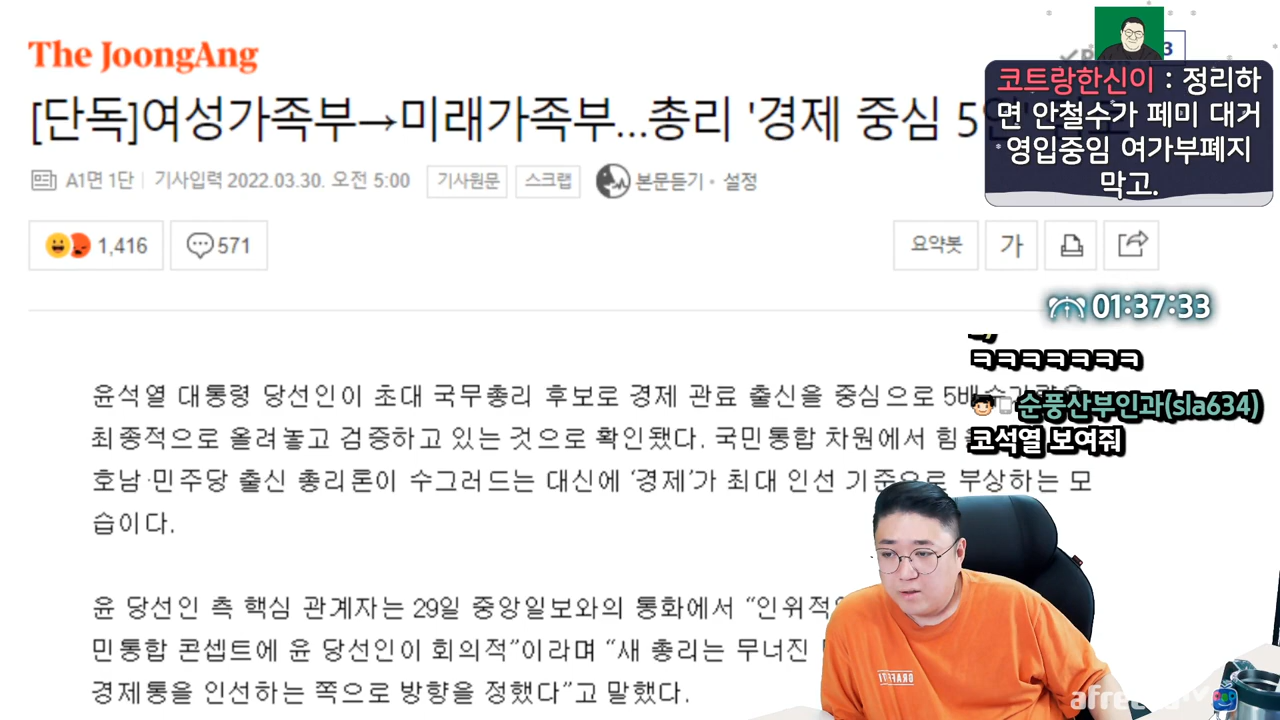 The JoongAng
[단독]여성가족부→미래가족부...총리 '경제 중심 5
A1면 1단 기사입력 2022.03.30. 오전 5:00 기사원문 스크랩 본문듣기 · 설정
1,416 571 요약봇 가
코트랑한신이 : 정리하
면 안철수가 페미 대거
영입중임 여가부폐지
막고.
01:37:33
ㅋㅋㅋㅋㅋㅋㅋ
순풍산부인과(sla634)
코석열 보여줘
윤석열 대통령 당선인이 초대 국무총리 후보로 경제 관료 출신을 중심으로 5배수가량을
최종적으로 올려놓고 검증하고 있는 것으로 확인됐다. 국민통합 차원에서 힘을
호남·민주당 출신 총리론이 수그러드는 대신에 ‘경제’가 최대 인선 기준으로 부상하는 모
습이다.
윤 당선인 측 핵심 관계자는 29일 중앙일보와의 통화에서 “인위적인
민통합 콘셉트에 윤 당선인이 회의적”이라며 “새 총리는 무너진
경제통을 인선하는 쪽으로 방향을 정했다”고 말했다.